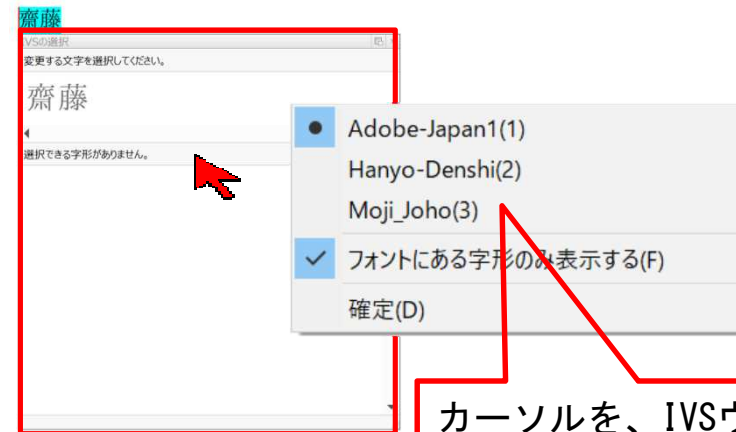 齋藤
IVSの選択
変更する文字を選択してください。
齋藤
選択できる字形がありません。
Adobe-Japan1(1)
Hanyo-Denshi(2)
Moji_Joho(3)
フォントにある字形のみ表示する(F)
確定(D)
カーソルを、IVSウ